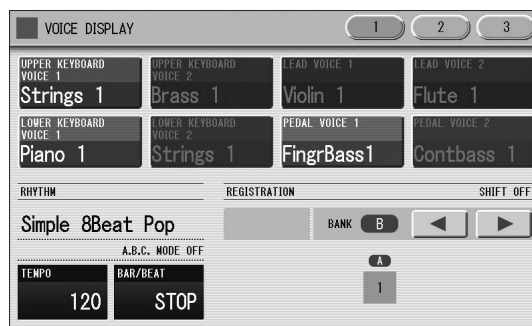 VOICE DISPLAY 1 2 3
UPPER KEYBOARD VOICE 1
Strings 1
UPPER KEYBOARD VOICE 2
Brass 1
LEAD VOICE 1
Violin 1
LEAD VOICE 2
Flute 1
LOWER KEYBOARD VOICE 1
Piano 1
LOWER KEYBOARD VOICE 2
Strings 1
PEDAL VOICE 1
FingrBass1
PEDAL VOICE 2
Contbass 1
RHYTHM
Simple 8Beat Pop
A.B.C. MODE OFF
TEMPO
120
BAR/BEAT
STOP
REGISTRATION SHIFT OFF
BANK B
A
1